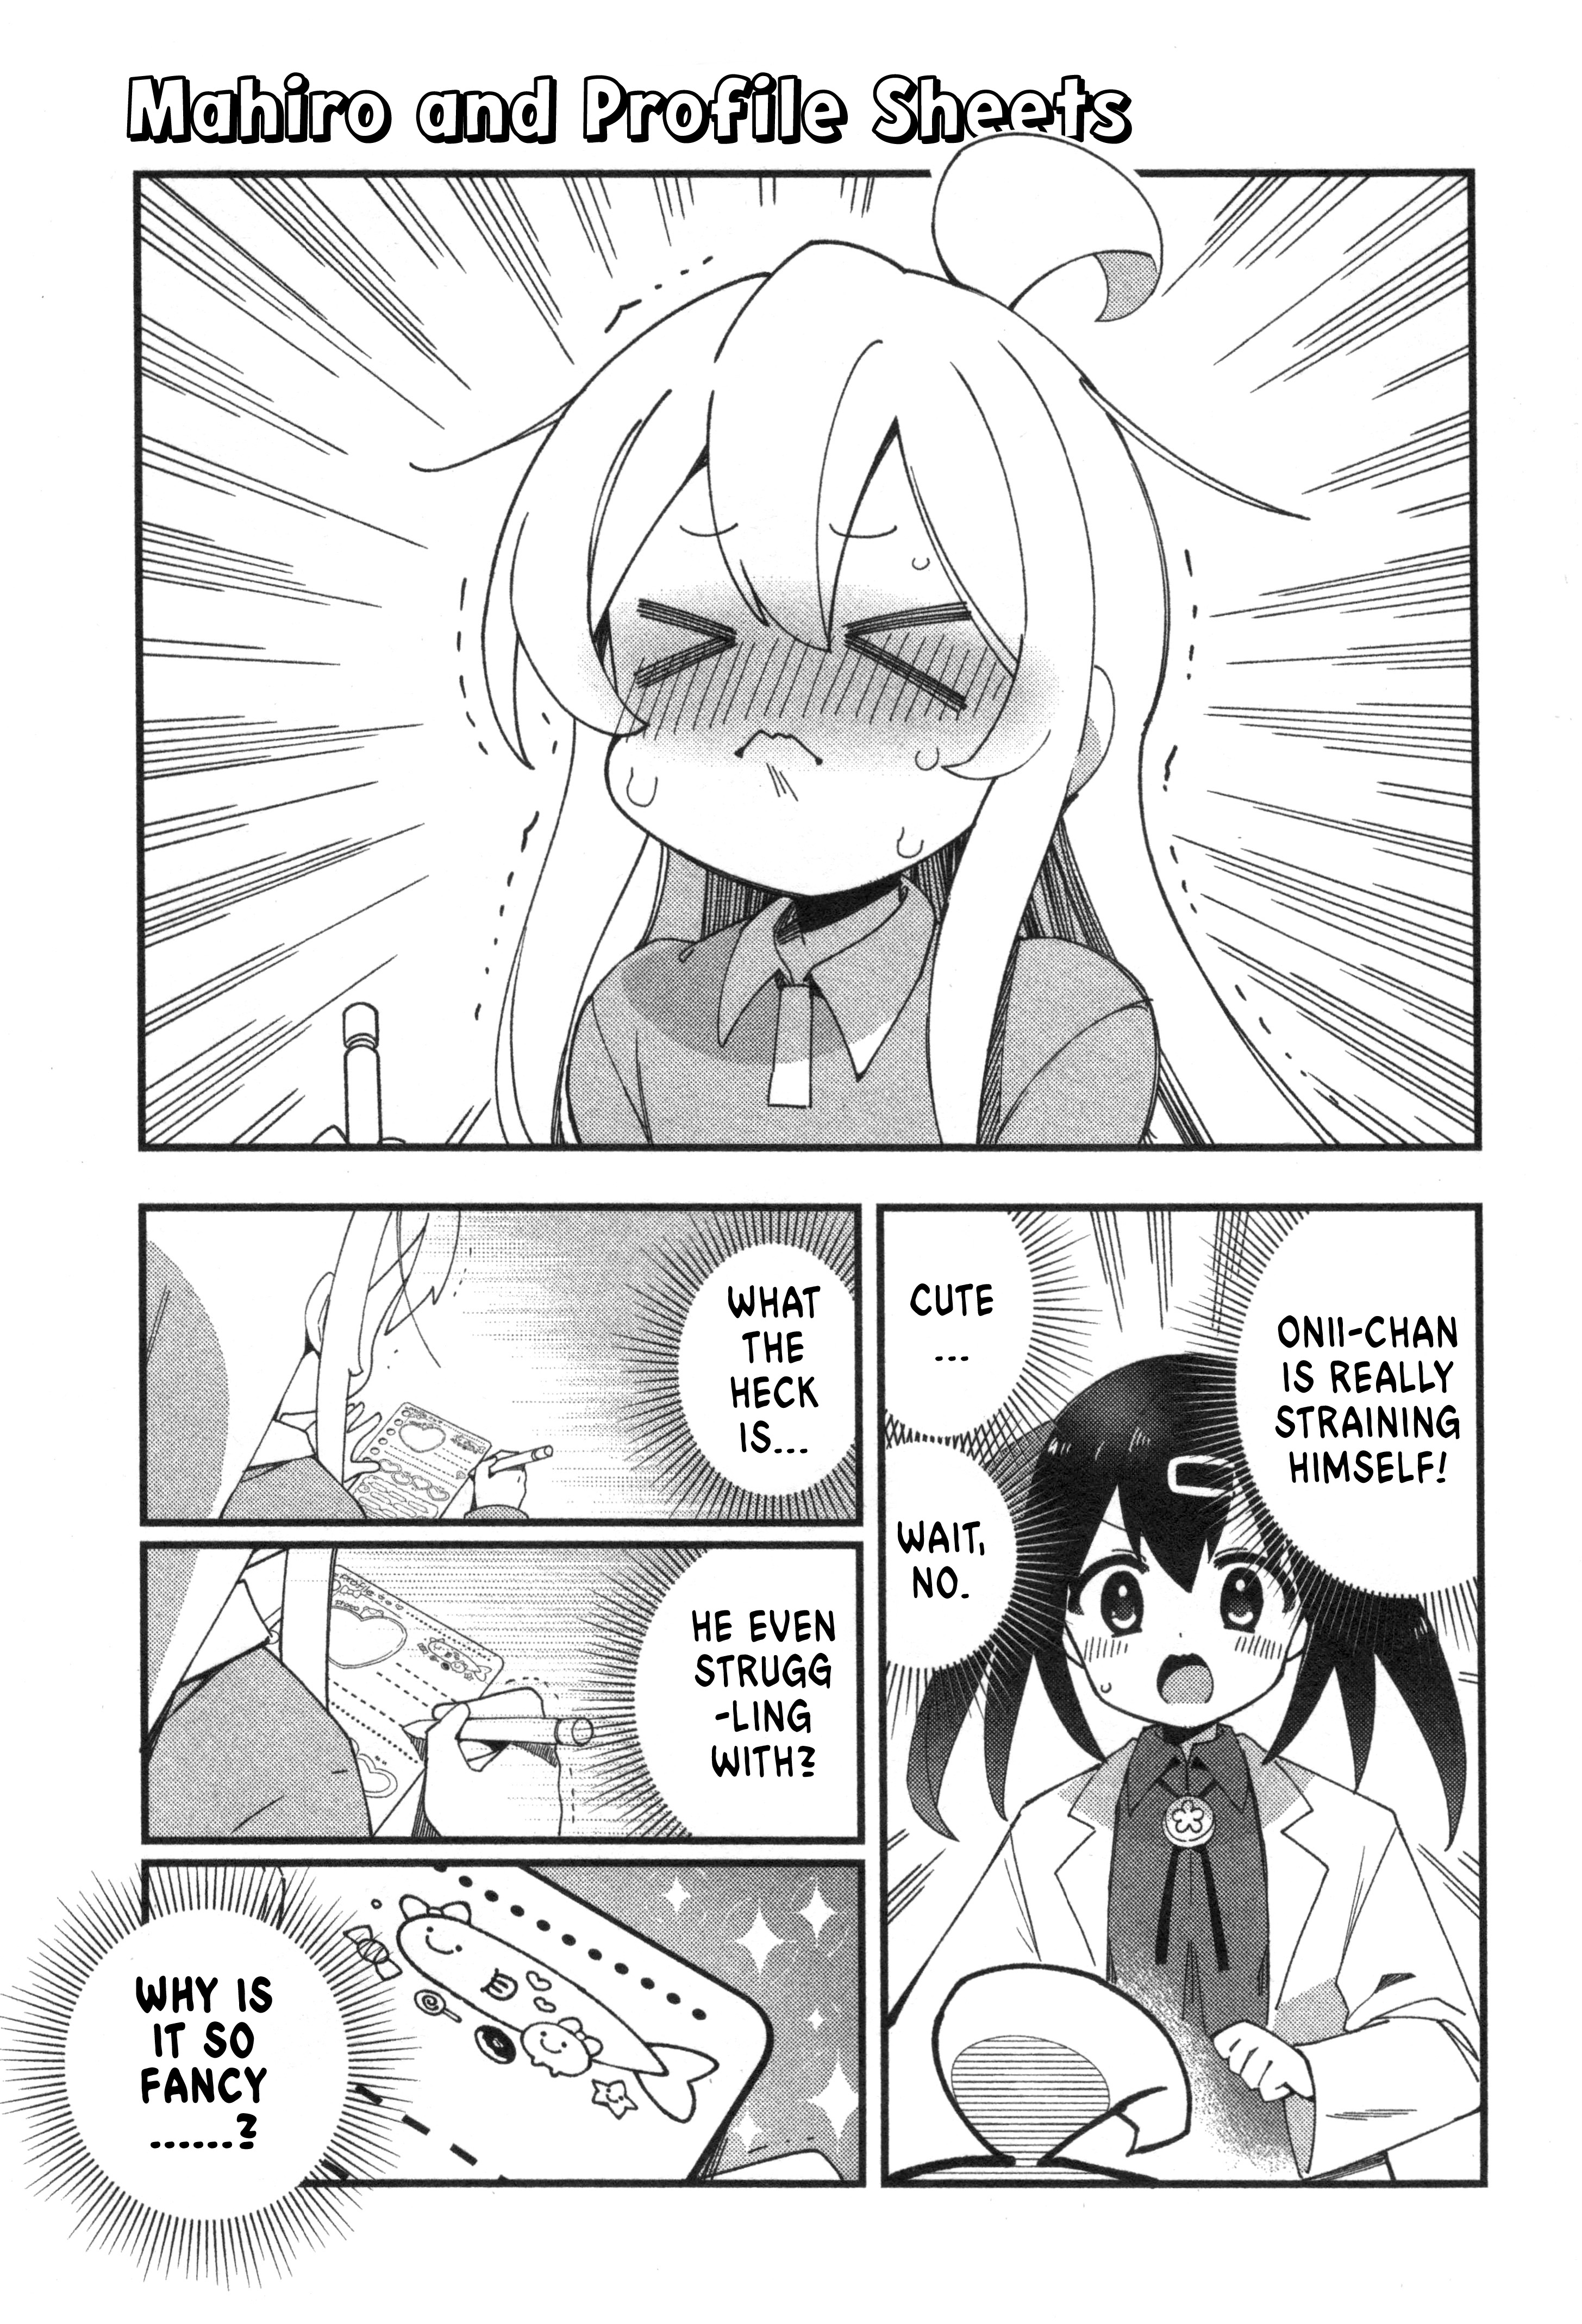 Mahiro and Profile Sheets
ONII-CHAN
IS REALLY
STRAINING
HIMSELF!
CUTE
...
WAIT,
NO.
WHAT
THE
HECK
IS...
HE EVEN
STRUGG
-LING
WITH?
Profile
WHY IS
IT SO
FANCY
.......?